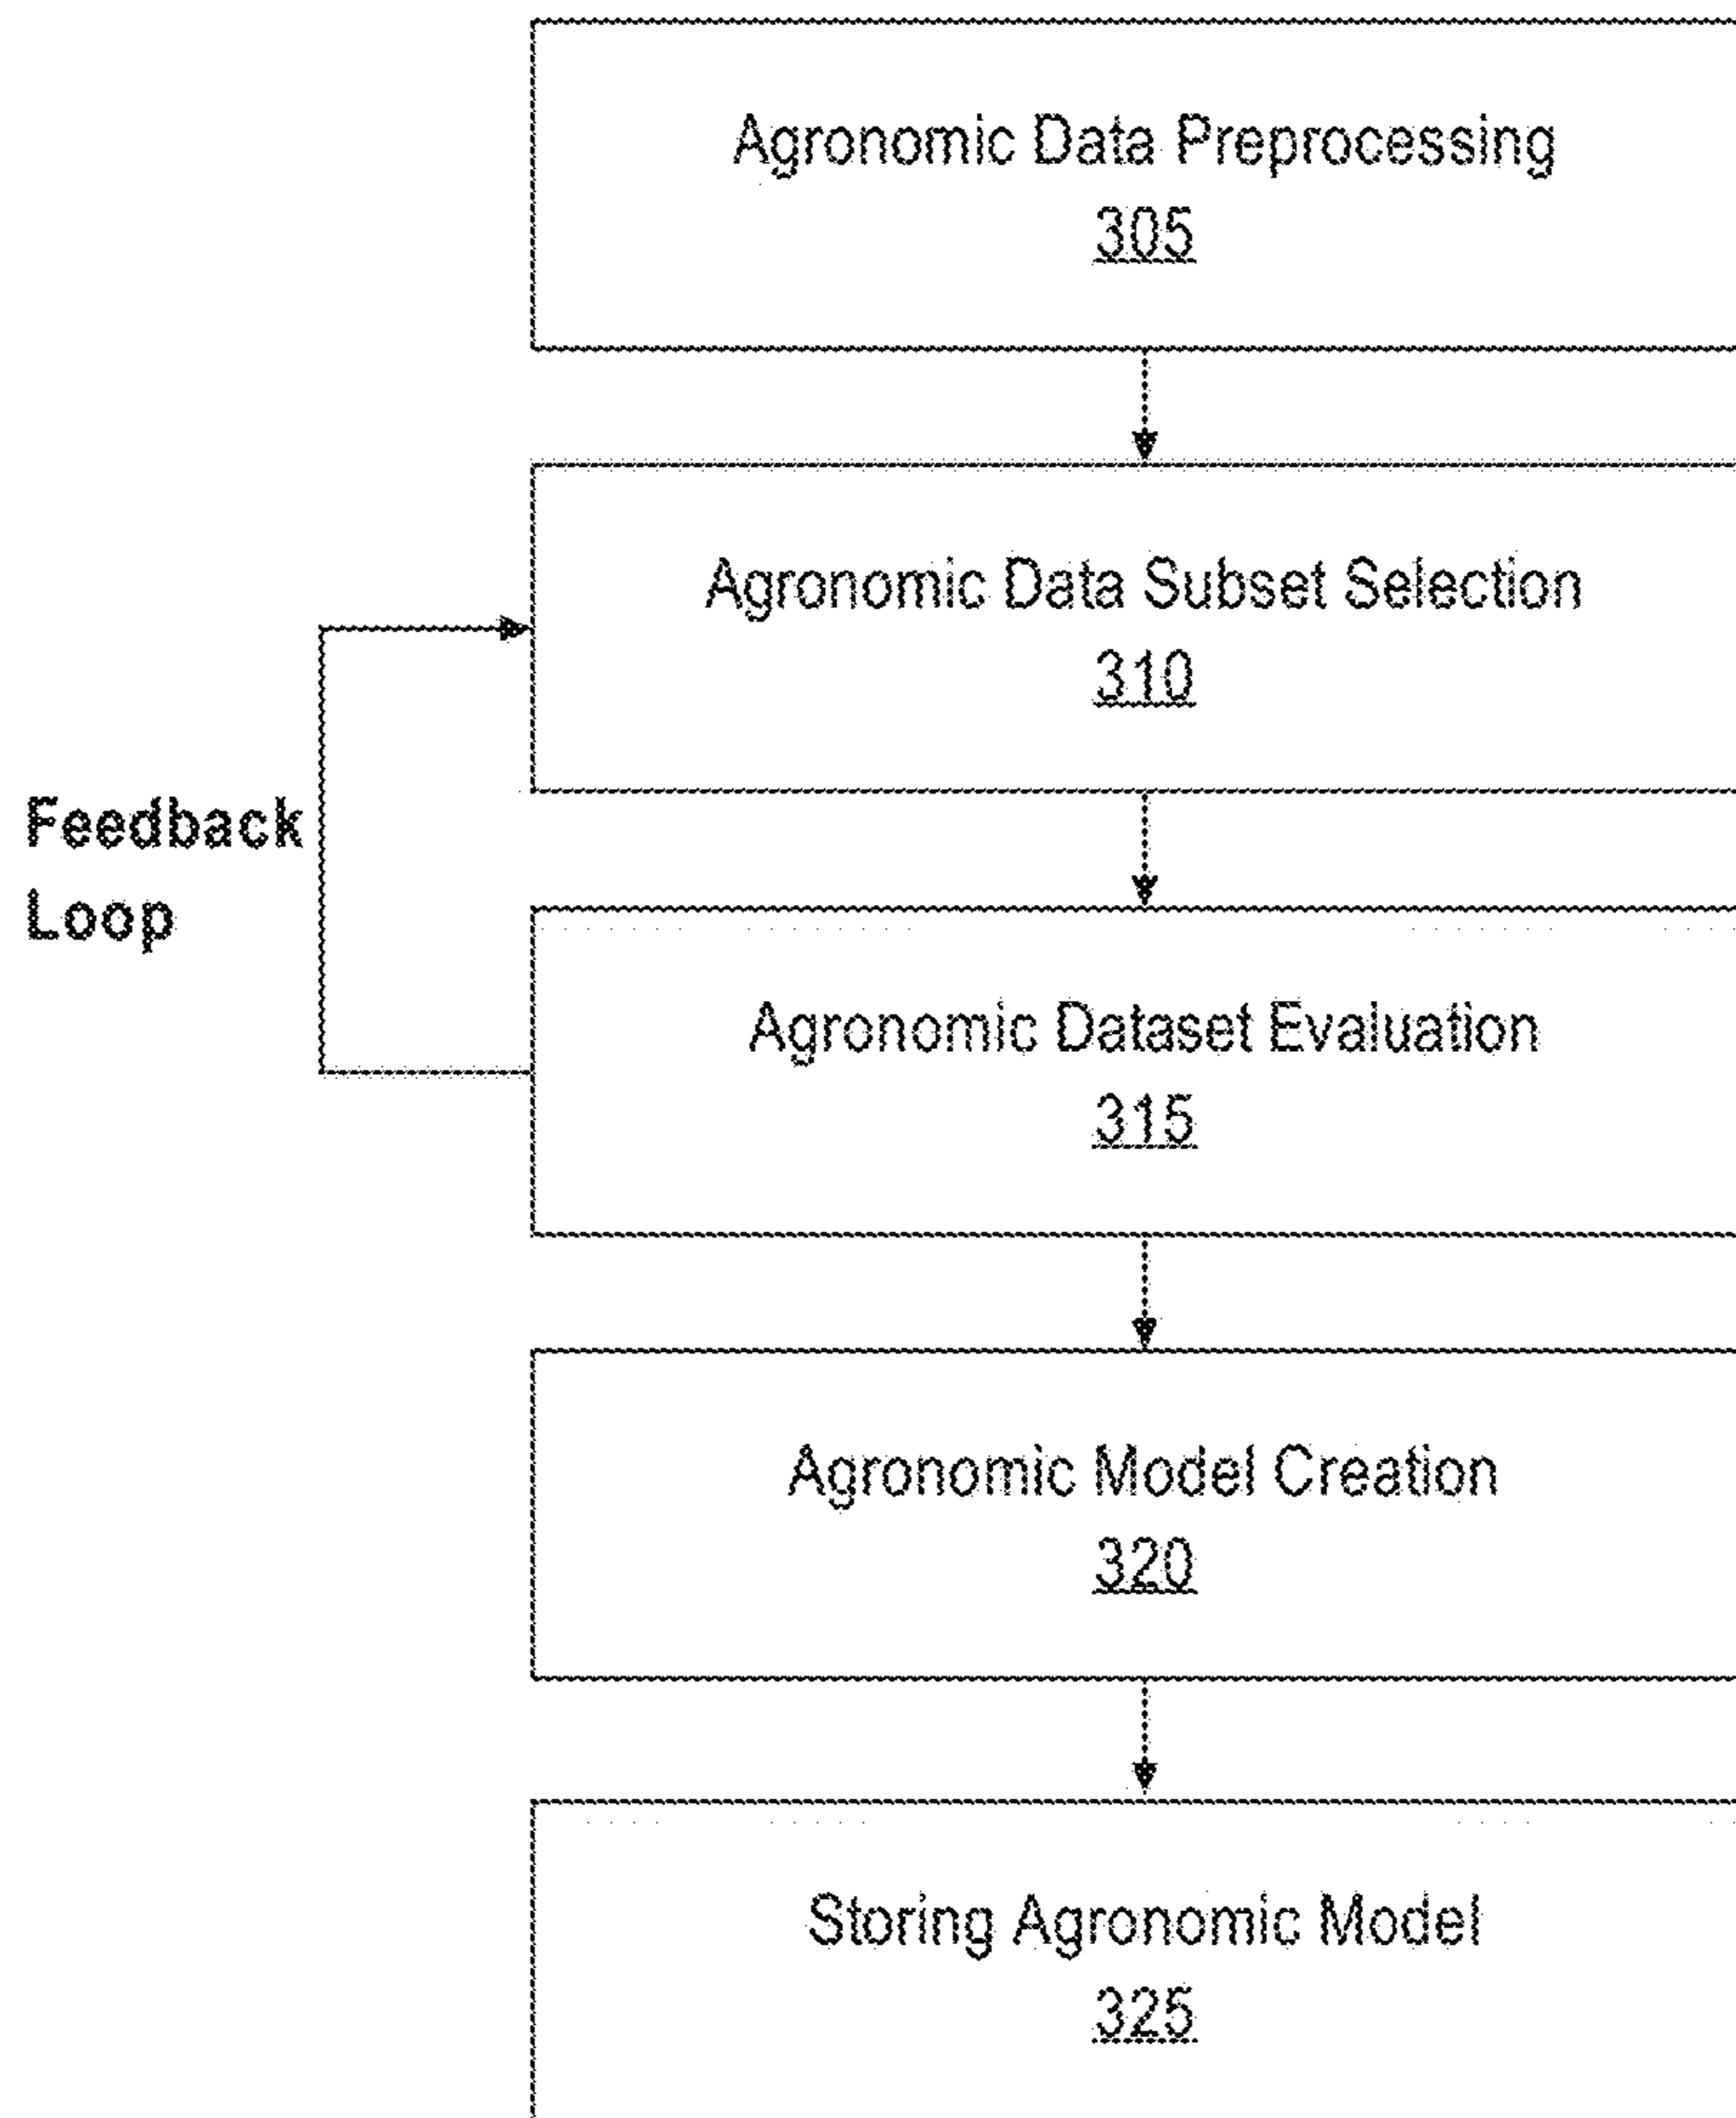 Agronomic Data Preprocessing
305
Agronomic Data Subset Selection
310
Feedback
Loop
Agronomic Dataset Evaluation
315
Agronomic Model Creation
320
Storing Agronomic Model
325